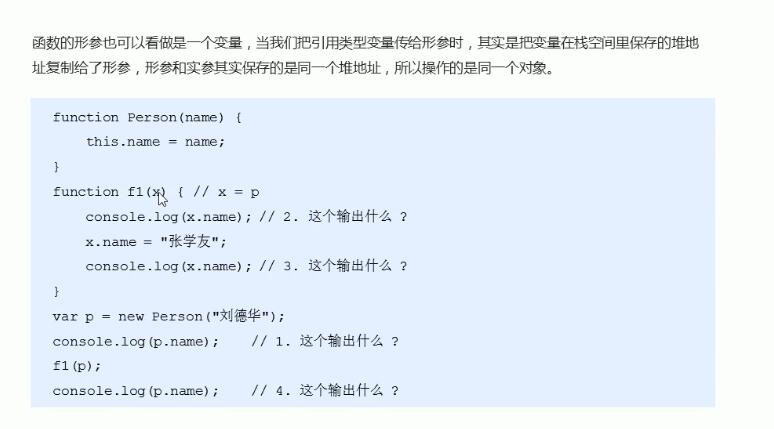 函数的形参也可以看做是一个变量，当我们把引用类型变量传给形参时，其实是把变量在栈空间里保存的堆地
址复制给了形参，形参和实参其实保存的是同一个堆地址，所以操作的是同一个对象。
function Person(name) {
    this.name = name;
}
function f1(x) { // x = p
    console.log(x.name); // 2. 这个输出什么 ?
    x.name = "张学友";
    console.log(x.name); // 3. 这个输出什么 ?
}
var p = new Person("刘德华");
console.log(p.name);    // 1. 这个输出什么 ?
f1(p);
console.log(p.name);    // 4. 这个输出什么 ?